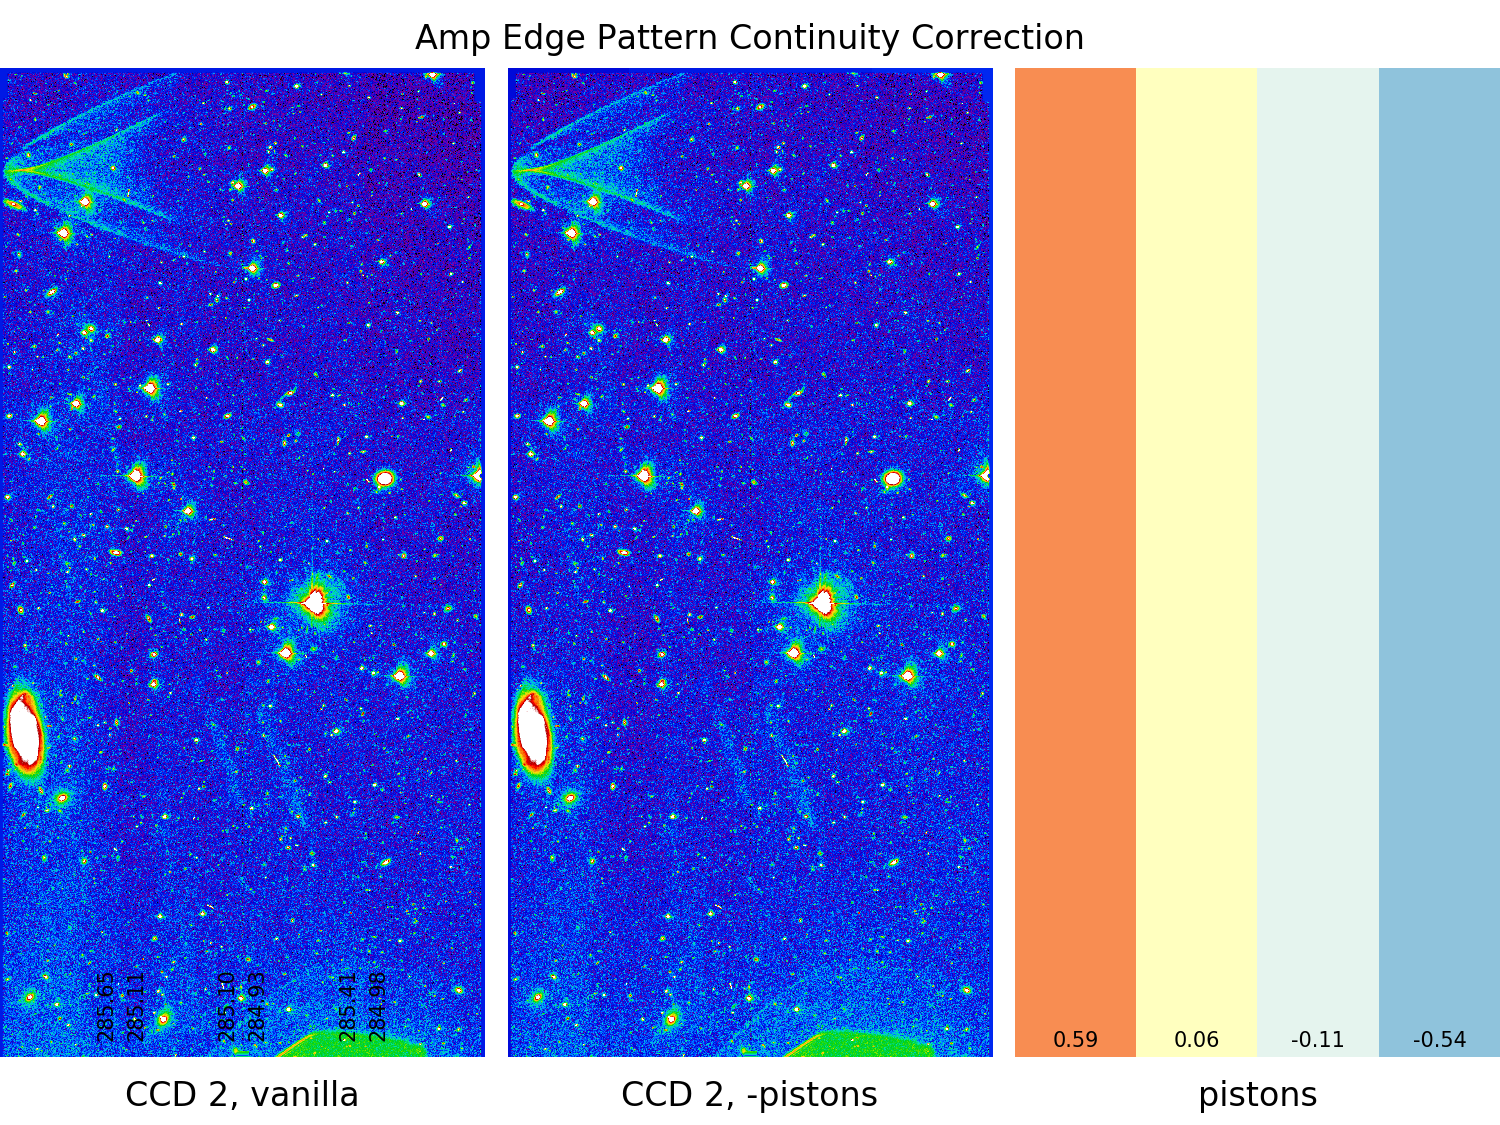 Amp Edge Pattern Continuity Correction
285.65
285.11
285.10
284.93
285.41
284.98
0.59 0.06 -0.11 -0.54
CCD 2, vanilla CCD 2, -pistons pistons